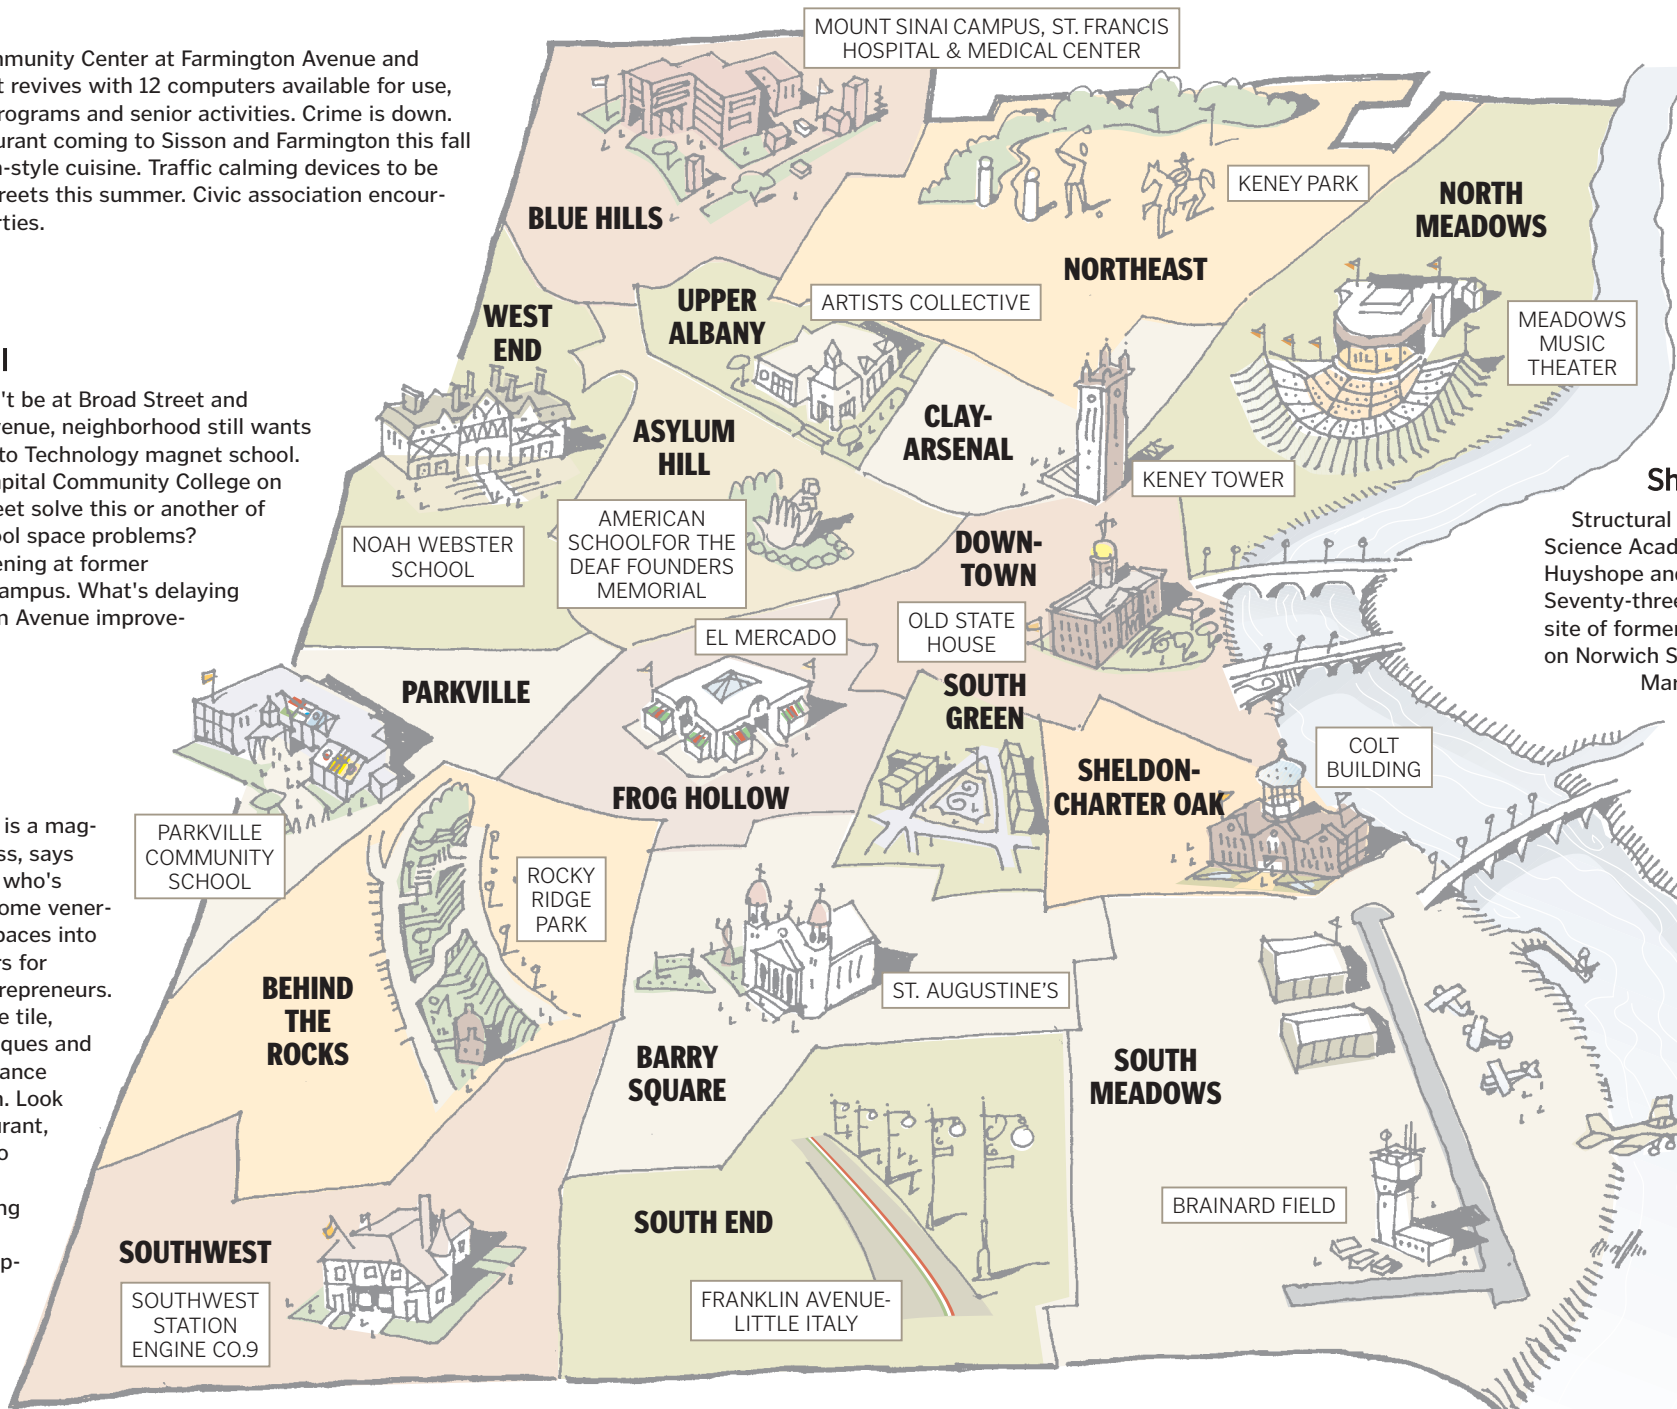 MOUNT SINAI CAMPUS, ST. FRANCIS
HOSPITAL & MEDICAL CENTER
mmunity Center at Farmington Avenue and
t revives with 12 computers available for use,
rograms and senior activities. Crime is down.
urant coming to Sisson and Farmington this fall
n-style cuisine. Traffic calming devices to be
reets this summer. Civic association encour-
rties.
BLUE HILLS
KENEY PARK
NORTH
MEADOWS
NORTHEAST
WEST
END
UPPER
ALBANY
ARTISTS COLLECTIVE
MEADOWS
MUSIC
THEATER
l
't be at Broad Street and
venue, neighborhood still wants
to Technology magnet school.
apital Community College on
eet solve this or another of
ool space problems?
ening at former
ampus. What's delaying
n Avenue improve-
ASYLUM
HILL
CLAY-
ARSENAL
KENEY TOWER
NOAH WEBSTER
SCHOOL
AMERICAN
SCHOOLFOR THE
DEAF FOUNDERS
MEMORIAL
DOWN-
TOWN
OLD STATE
HOUSE
Sh
Structural
Science Acad
Huyshope and
Seventy-three
site of former
on Norwich S
Mar
EL MERCADO
PARKVILLE
SOUTH
GREEN
FROG HOLLOW
SHELDON-
CHARTER OAK
COLT
BUILDING
PARKVILLE
COMMUNITY
SCHOOL
is a mag-
ss, says
who's
ome vener-
paces into
rs for
repreneurs.
e tile,
iques and
ance
n. Look
urant,
o
ng
p-
ROCKY
RIDGE
PARK
BEHIND
THE
ROCKS
ST. AUGUSTINE'S
BARRY
SQUARE
SOUTH
MEADOWS
BRAINARD FIELD
SOUTH END
SOUTHWEST
SOUTHWEST
STATION
ENGINE CO.9
FRANKLIN AVENUE-
LITTLE ITALY